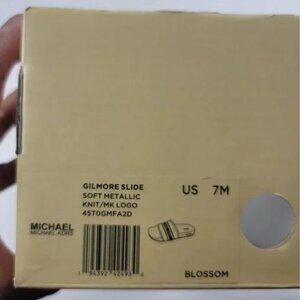 GILMORE SLIDE
SOFT METALLIC
KNIT/MK LOGO
45T0GMFA2D
US 7M
MICHAEL
MICHAEL KORS
BLOSSOM